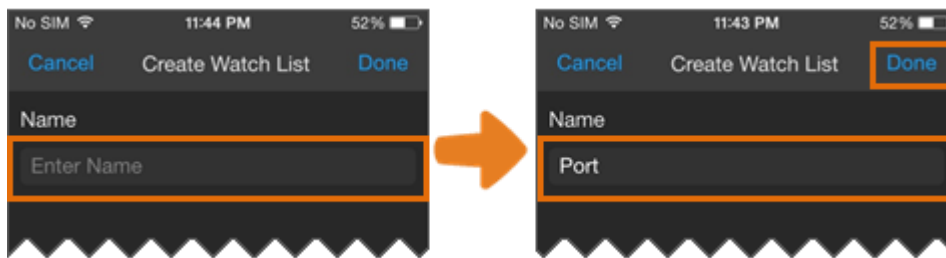 No SIM 11:44 PM 52%
Cancel Create Watch List Done
Name
Enter Name
No SIM 11:43 PM 52%
Cancel Create Watch List Done
Name
Port